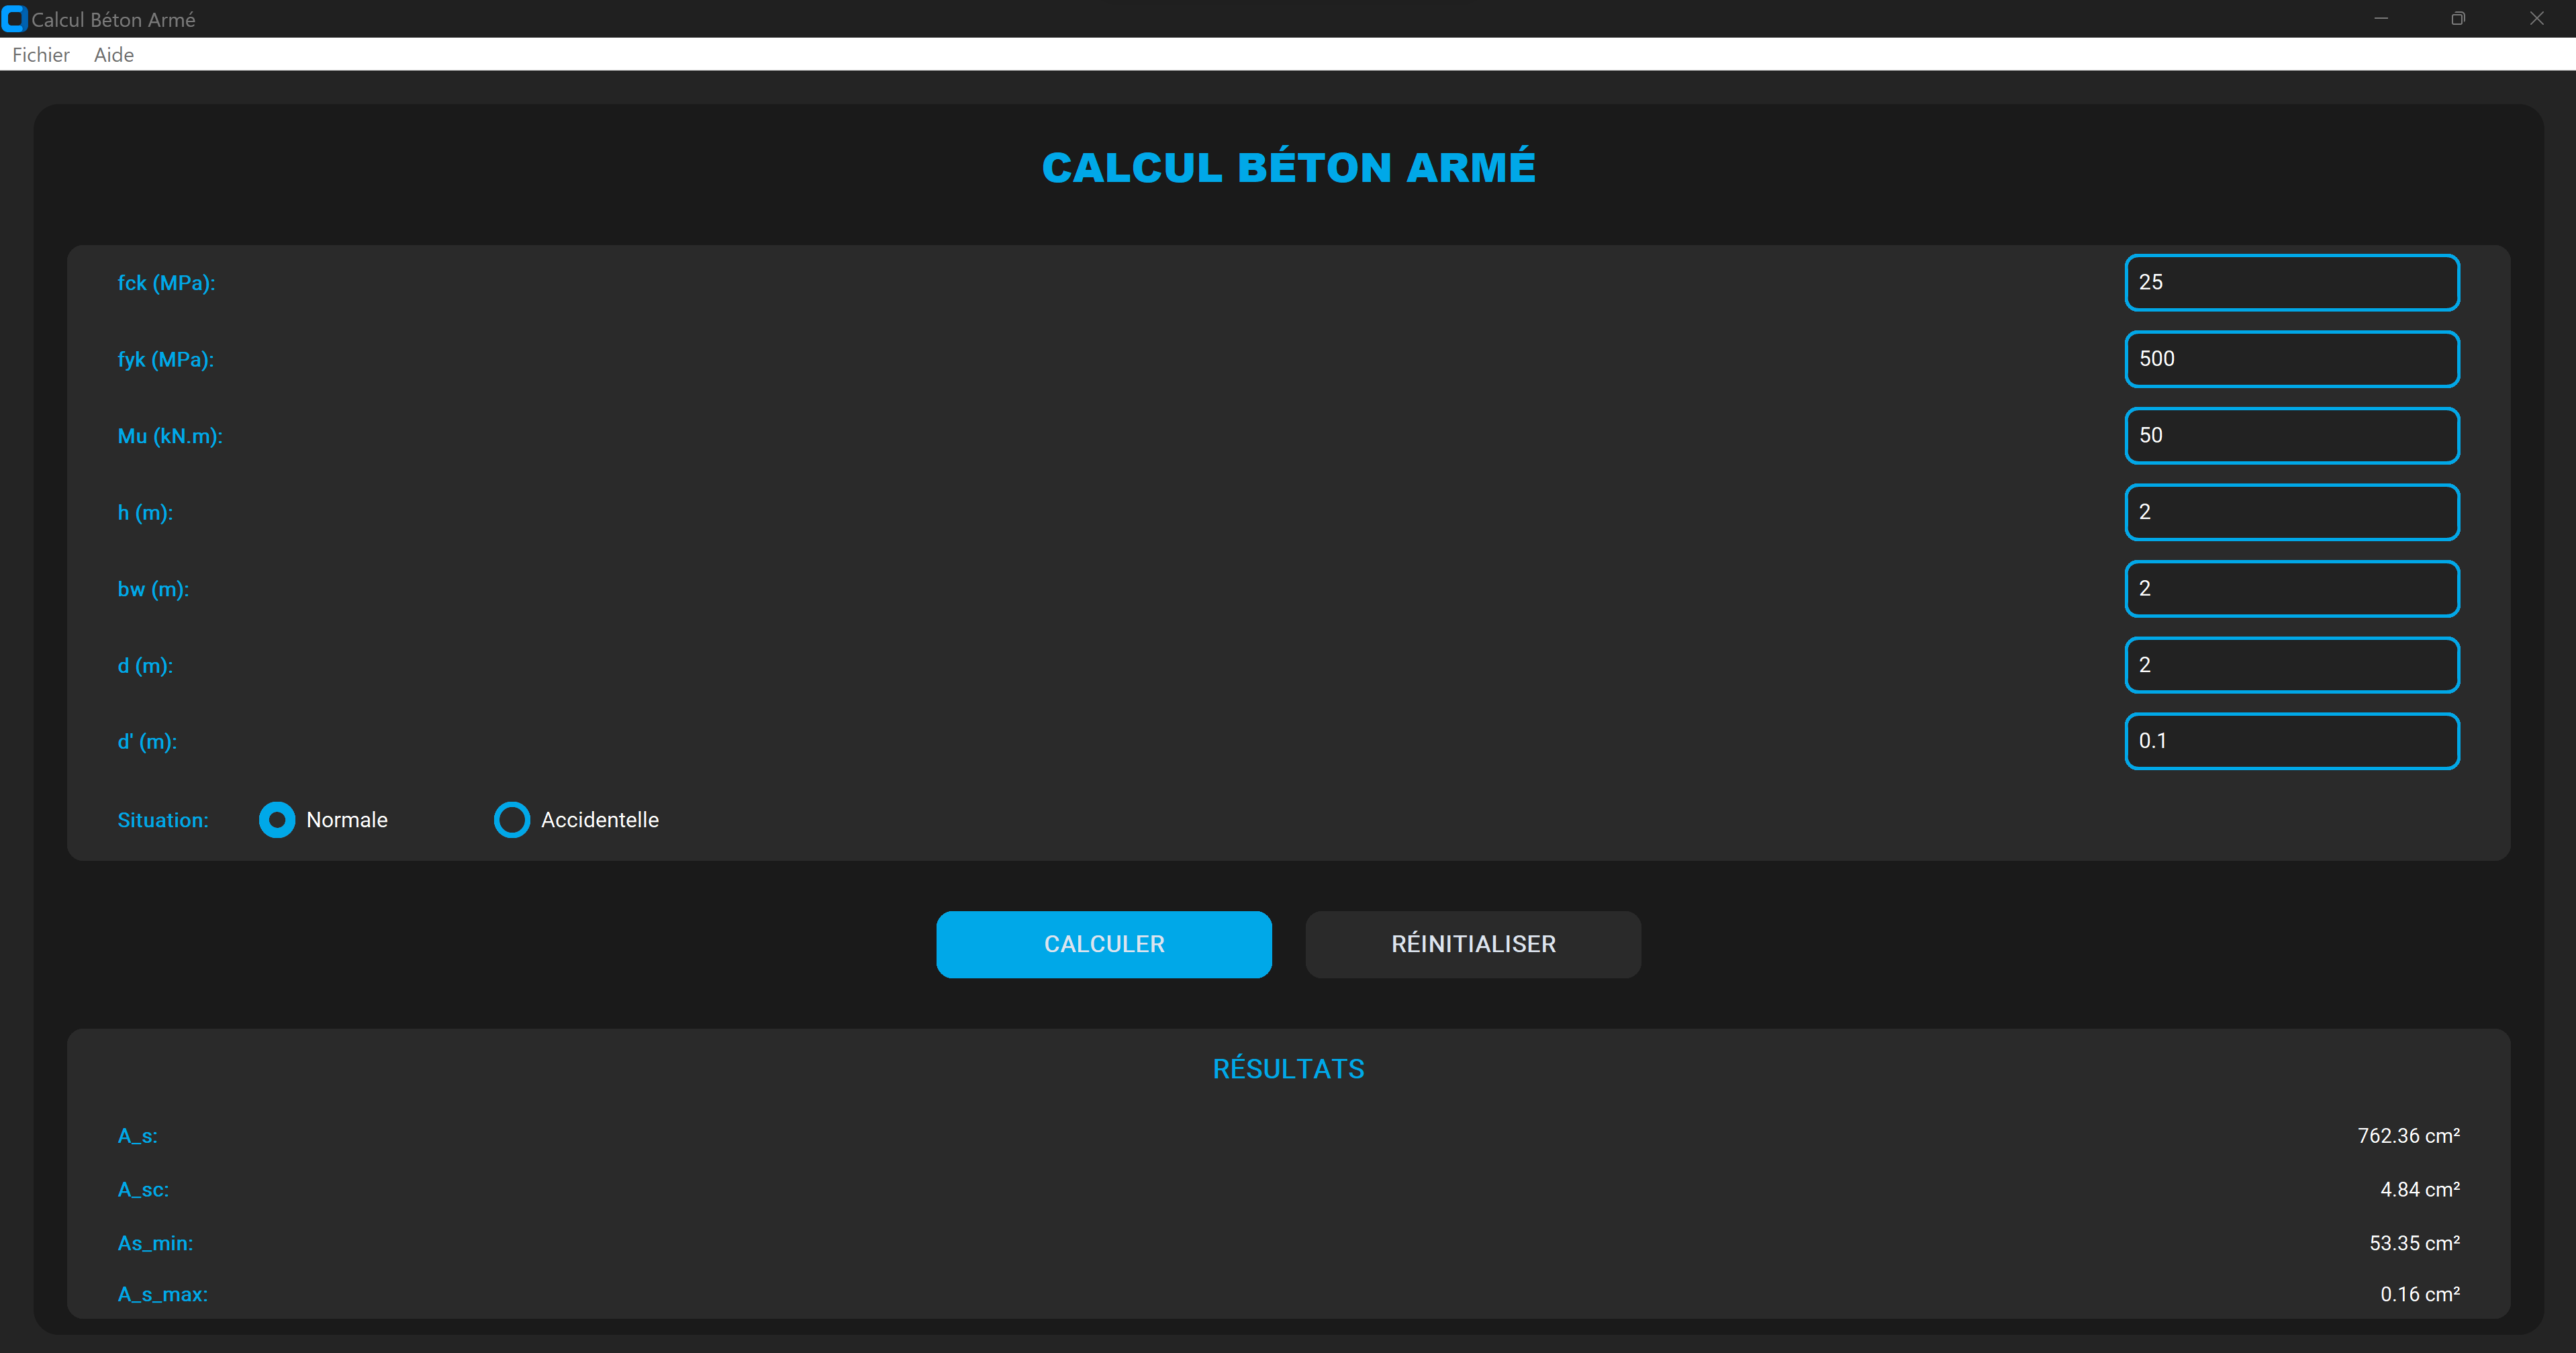 Calcul Béton Armé
Fichier Aide
CALCUL BÉTON ARMÉ
fck (MPa): 25
fyk (MPa): 500
Mu (kN.m): 50
h (m): 2
bw (m): 2
d (m): 2
d' (m): 0.1
Situation: Normale Accidentelle
CALCULER RÉINITIALISER
RÉSULTATS
A_s: 762.36 cm²
A_sc: 4.84 cm²
As_min: 53.35 cm²
A_s_max: 0.16 cm²